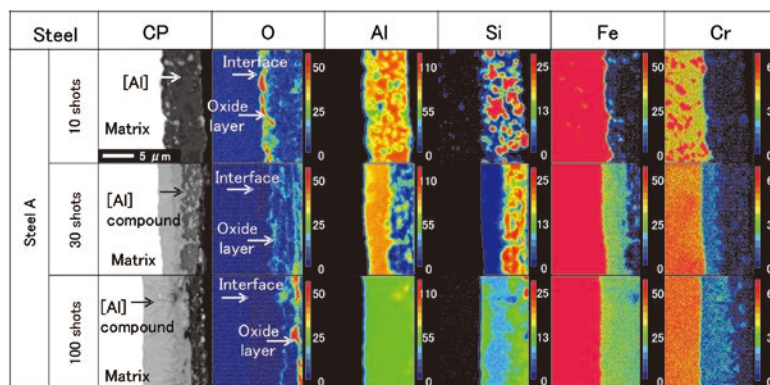 Steel
CP
O
Al
Si
Fe
Cr
Steel A
10 shots
[Al]
Matrix
5 μm
Interface
Oxide
layer
50
25
0
110
55
0
25
13
0
50
25
0
0
30 shots
[Al]
compound
Matrix
Interface
Oxide
layer
50
25
0
110
55
0
25
13
0
50
25
0
0
100 shots
[Al]
compound
Matrix
Interface
Oxide
layer
50
25
0
110
55
0
25
13
0
50
25
0
0